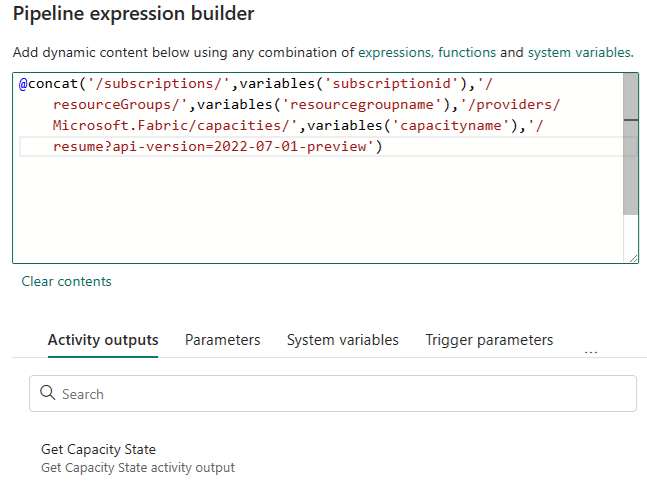 Pipeline expression builder
Add dynamic content below using any combination of expressions, functions and system variables.
@concat('/subscriptions/',variables('subscriptionid'),'/
resourceGroups/',variables('resourcegroupname'),'/providers/
Microsoft.Fabric/capacities/',variables('capacityname'),'/
resume?api-version=2022-07-01-preview')
Clear contents
Activity outputs Parameters System variables Trigger parameters ...
Search
Get Capacity State
Get Capacity State activity output